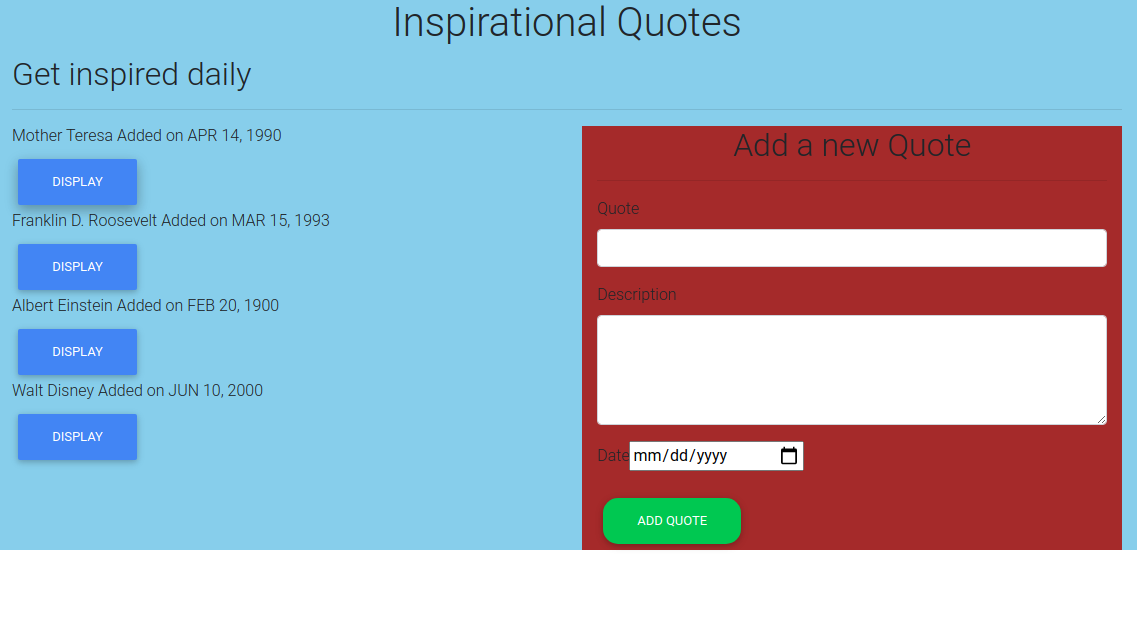 Inspirational Quotes
Get inspired daily
Mother Teresa Added on APR 14, 1990
DISPLAY
Franklin D. Roosevelt Added on MAR 15, 1993
DISPLAY
Albert Einstein Added on FEB 20, 1900
DISPLAY
Walt Disney Added on JUN 10, 2000
DISPLAY
Add a new Quote
Quote
Description
Date mm/dd/yyyy
ADD QUOTE